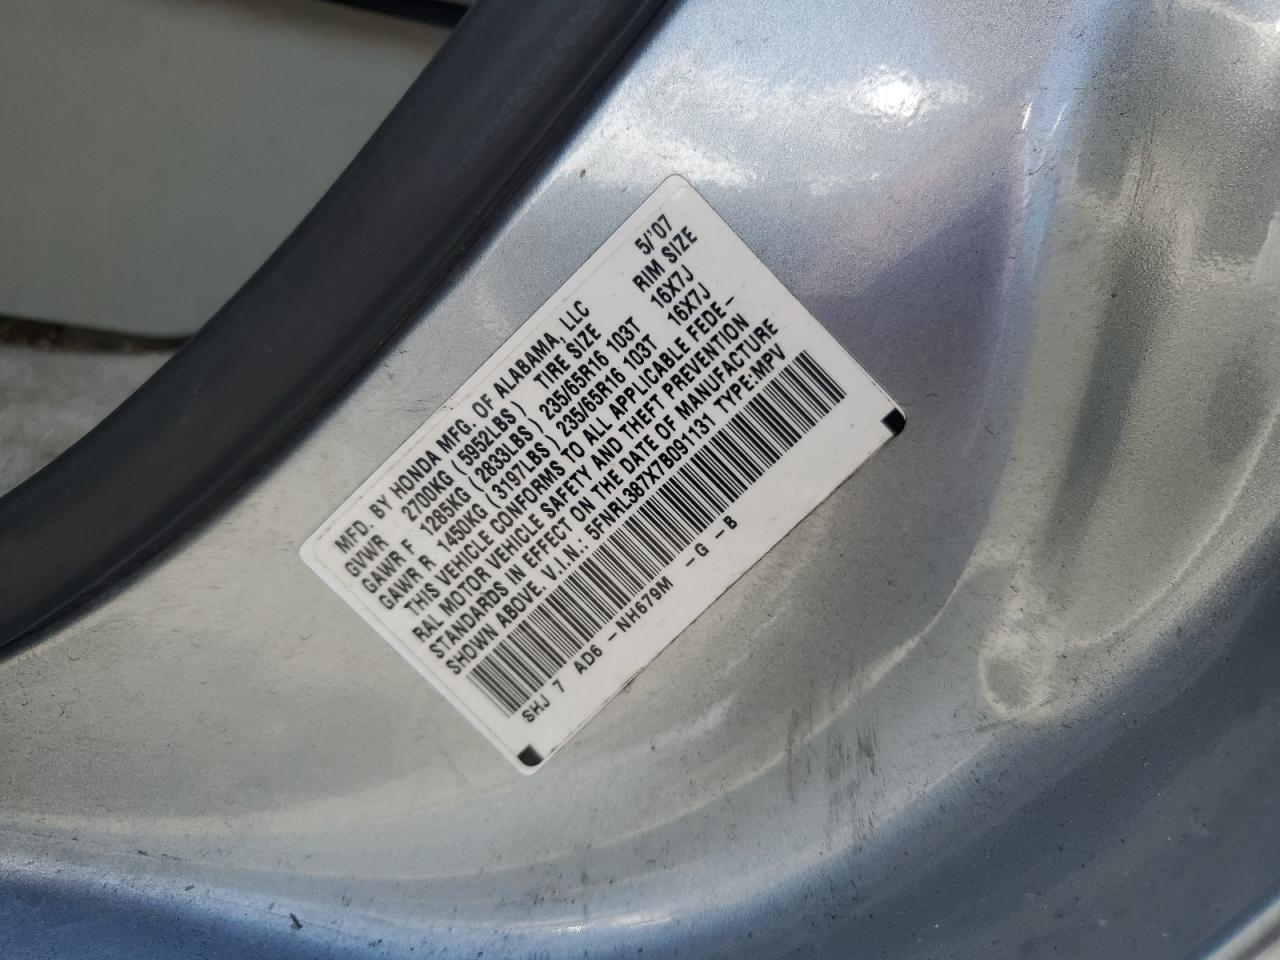 MFD. BY HONDA MFG. OF ALABAMA, LLC 5/'07
GVWR 2700KG (5952LBS) TIRE SIZE RIM SIZE
GAWR F 1285KG (2833LBS) 235/65R16 103T 16X7J
GAWR R 1450KG (3197LBS) 235/65R16 103T 16X7J
THIS VEHICLE CONFORMS TO ALL APPLICABLE FEDE-
RAL MOTOR VEHICLE SAFETY AND THEFT PREVENTION
STANDARDS IN EFFECT ON THE DATE OF MANUFACTURE
SHOWN ABOVE. V.I.N.: 5FNRL387X7B091131 TYPE:MPV
SHJ 7 AD6 -NH679M -G -B